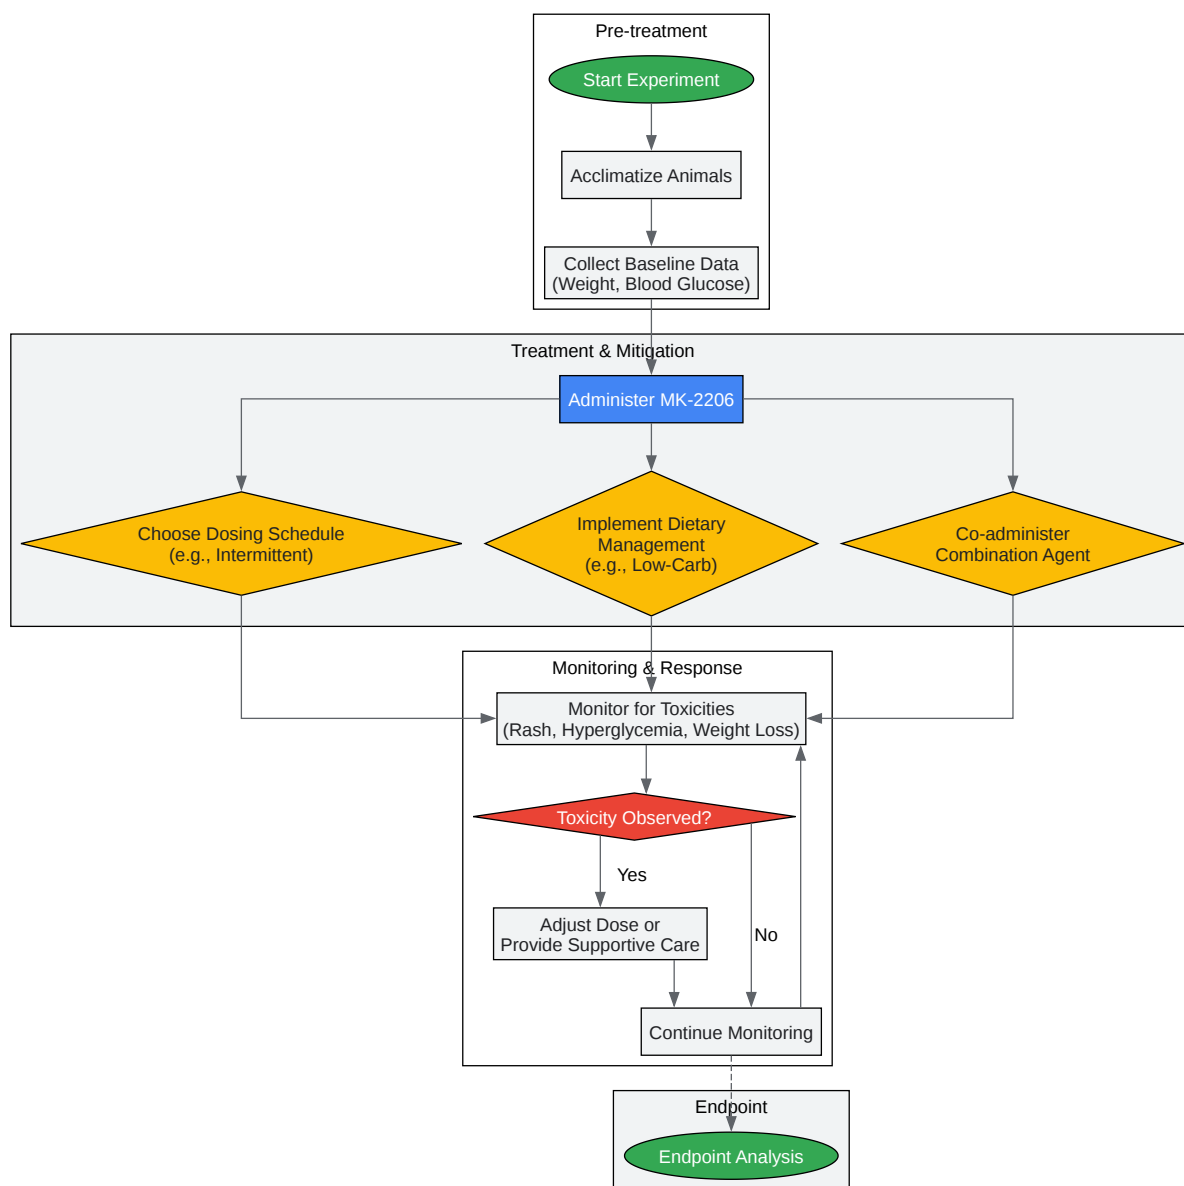 Pre-treatment
Start Experiment
Acclimatize Animals
Collect Baseline Data
(Weight, Blood Glucose)
Treatment & Mitigation
Administer MK-2206
Choose Dosing Schedule
(e.g., Intermittent)
Implement Dietary
Management
(e.g., Low-Carb)
Co-administer
Combination Agent
Monitoring & Response
Monitor for Toxicities
(Rash, Hyperglycemia, Weight Loss)
Toxicity Observed?
Yes
Adjust Dose or
Provide Supportive Care
No
Continue Monitoring
Endpoint
Endpoint Analysis